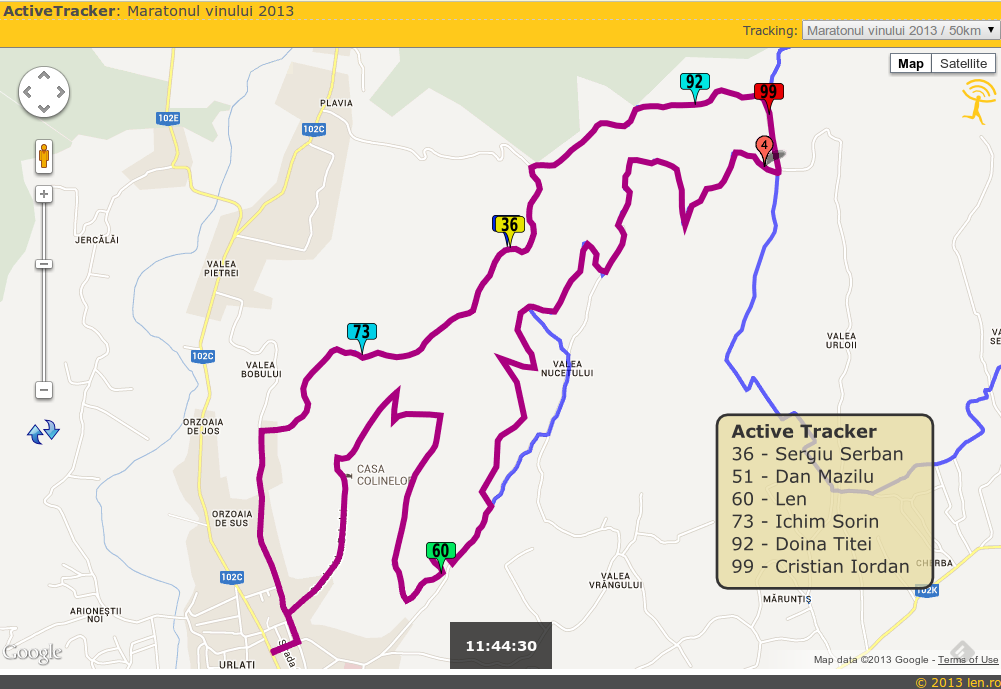 ActiveTracker: Maratonul vinului 2013
Tracking: Maratonul vinului 2013 / 50km
Map Satellite
PLAVIA
92
99
102E
102C
4
36
JERCĂLĂI
VALEA
PIETREI
73
102C
VALEA
BOBULUI
VALEA
NUCETULUI
VALEA
URLOII
ORZOAIA
DE JOS
CASA
COLINELOR
ORZOAIA
DE SUS
Active Tracker
36 - Sergiu Serban
51 - Dan Mazilu
60 - Len
73 - Ichim Sorin
92 - Doina Titei
99 - Cristian Iordan
60
102C
VALEA
VRÂNGULUI
CHERBA
102K
MĂRUNȚIȘ
ARIONEȘTII
NOI
11:44:30
Google
URLATI
Map data ©2013 Google - Terms of Use
© 2013 len.ro